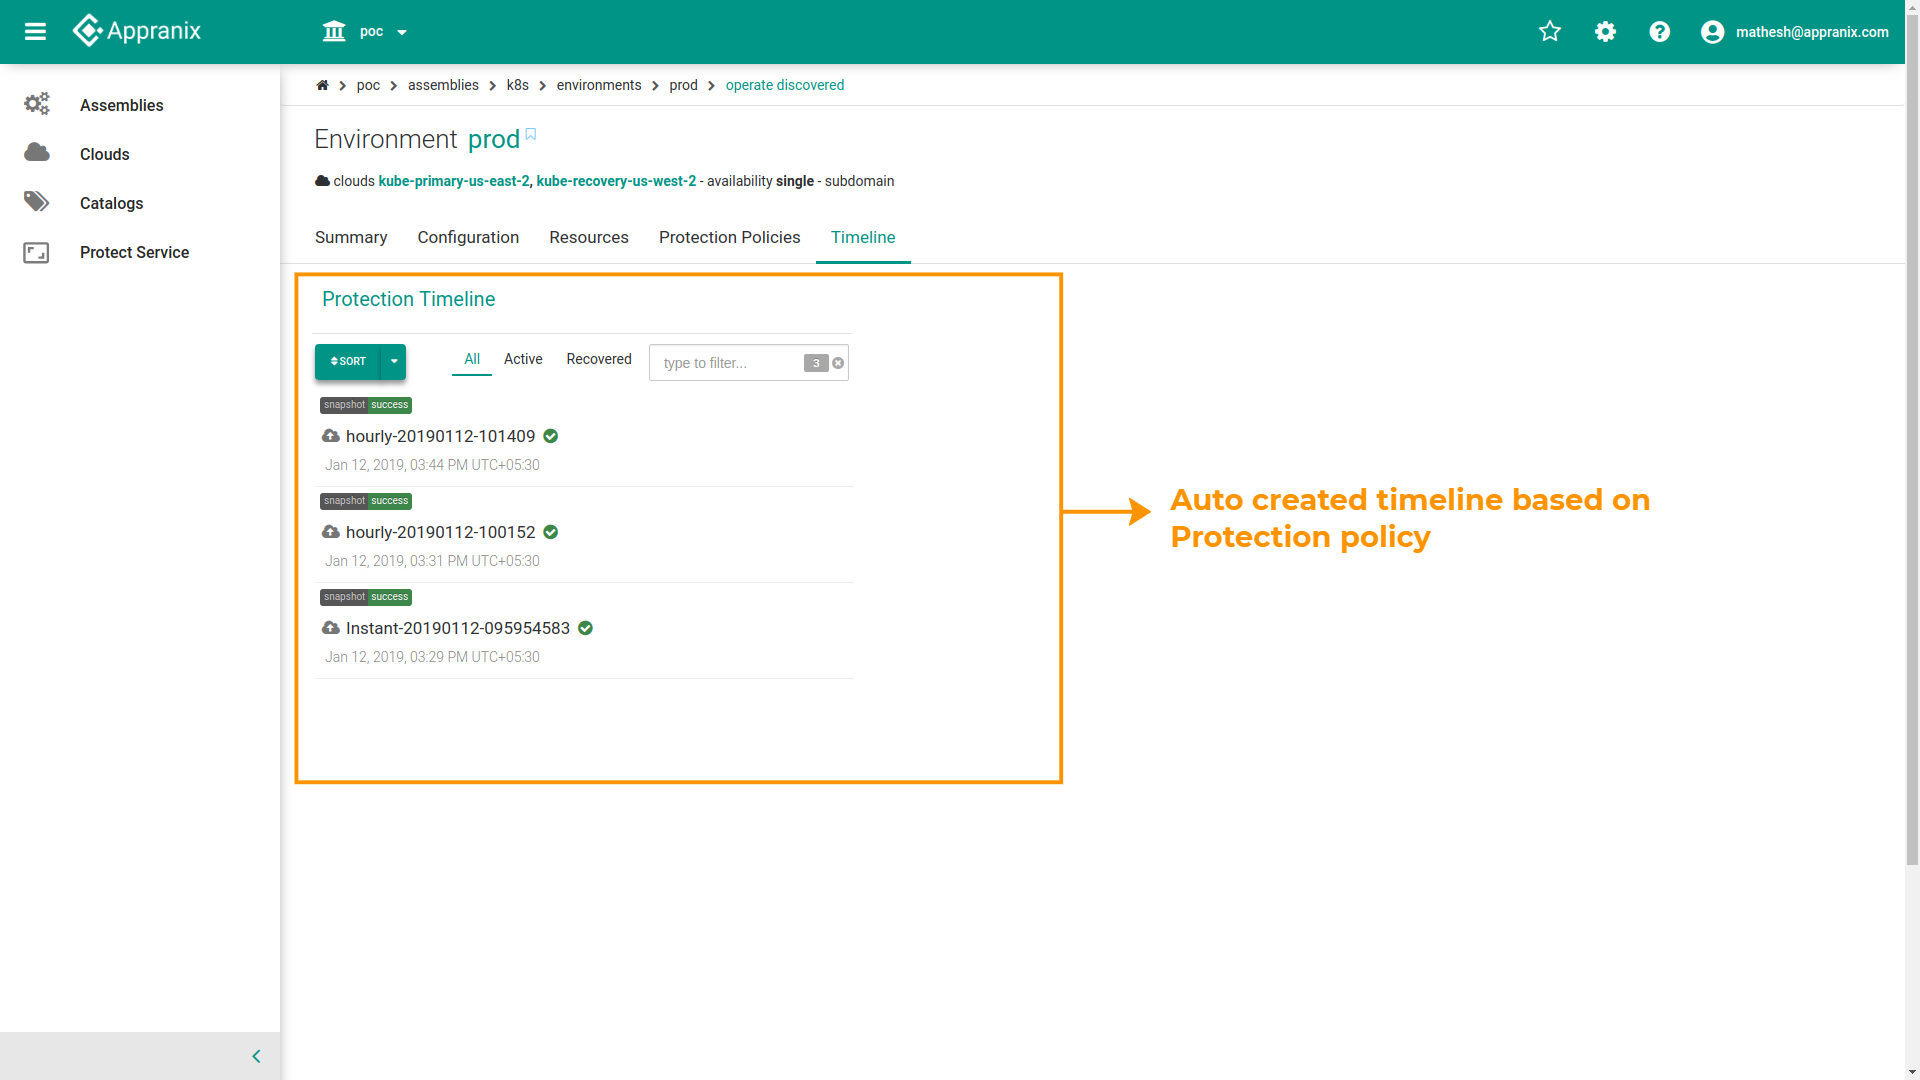 Appranix
poc
mathesh@appranix.com
Assemblies
Clouds
Catalogs
Protect Service
poc assemblies k8s environments prod operate discovered
Environment prod
clouds kube-primary-us-east-2, kube-recovery-us-west-2 - availability single - subdomain
Summary Configuration Resources Protection Policies Timeline
Protection Timeline
SORT All Active Recovered type to filter... 3
snapshot success
hourly-20190112-101409
Jan 12, 2019, 03:44 PM UTC+05:30
snapshot success
hourly-20190112-100152
Jan 12, 2019, 03:31 PM UTC+05:30
snapshot success
Instant-20190112-095954583
Jan 12, 2019, 03:29 PM UTC+05:30
Auto created timeline based on
Protection policy